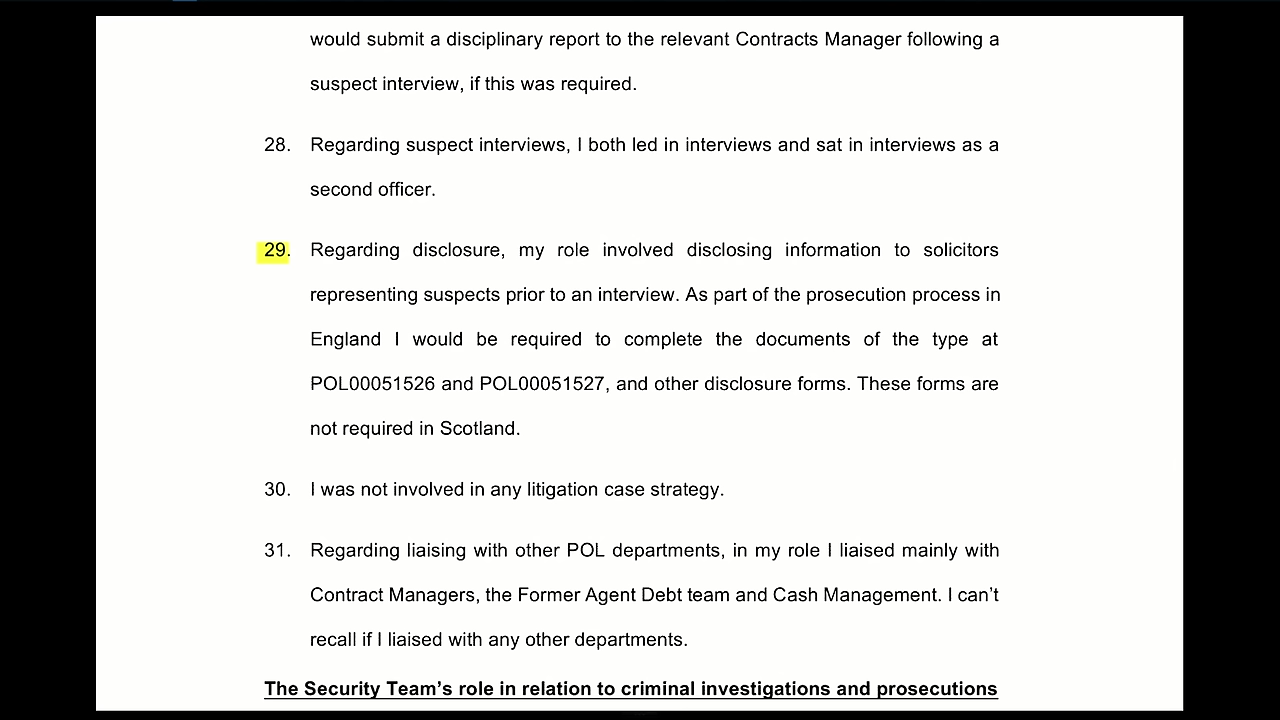 would submit a disciplinary report to the relevant Contracts Manager following a
suspect interview, if this was required.
28. Regarding suspect interviews, I both led in interviews and sat in interviews as a
second officer.
29. Regarding disclosure, my role involved disclosing information to solicitors
representing suspects prior to an interview. As part of the prosecution process in
England I would be required to complete the documents of the type at
POL00051526 and POL00051527, and other disclosure forms. These forms are
not required in Scotland.
30. I was not involved in any litigation case strategy.
31. Regarding liaising with other POL departments, in my role I liaised mainly with
Contract Managers, the Former Agent Debt team and Cash Management. I can't
recall if I liaised with any other departments.
The Security Team's role in relation to criminal investigations and prosecutions